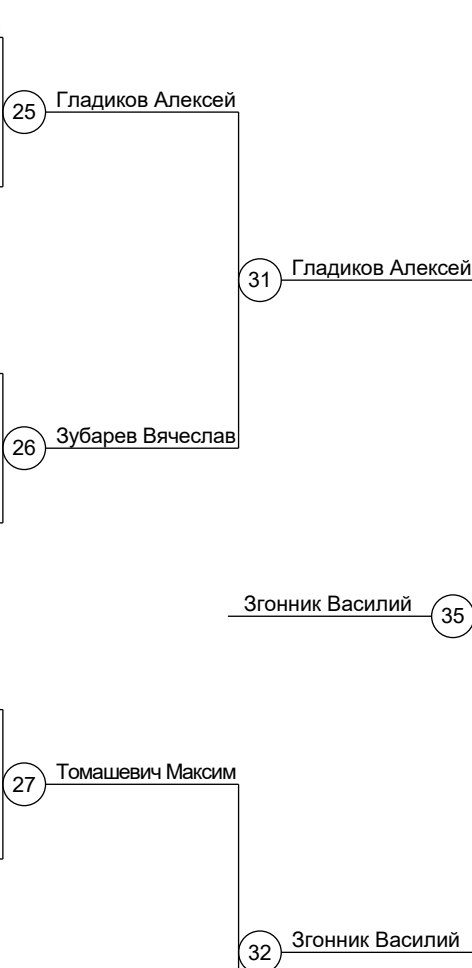 25 Гладиков Алексей
31 Гладиков Алексей
26 Зубарев Вячеслав
Згонник Василий 35
27 Томашевич Максим
32 Згонник Василий